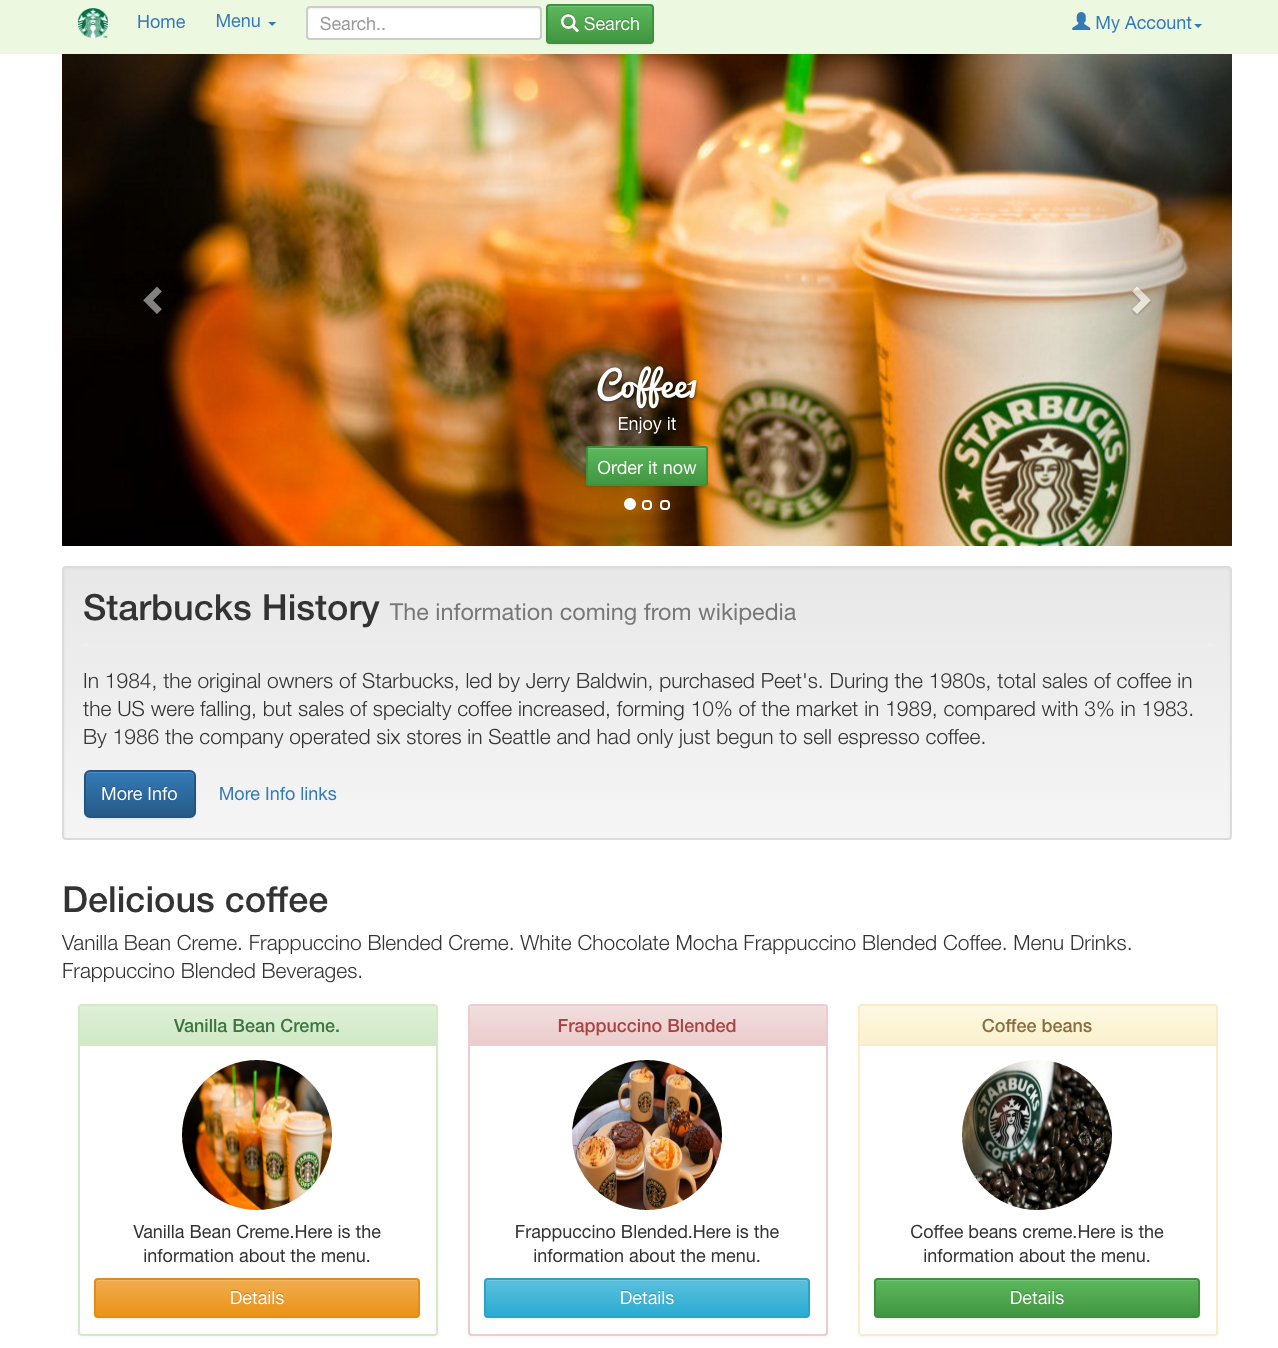 Home
Menu
Search..
Search
My Account
Coffee1
Enjoy it
Order it now
STARBUCKS
COFFEE
STARBUCKS
COFFEE
Starbucks History The information coming from wikipedia
In 1984, the original owners of Starbucks, led by Jerry Baldwin, purchased Peet's. During the 1980s, total sales of coffee in
the US were falling, but sales of specialty coffee increased, forming 10% of the market in 1989, compared with 3% in 1983.
By 1986 the company operated six stores in Seattle and had only just begun to sell espresso coffee.
More Info
More Info links
Delicious coffee
Vanilla Bean Creme. Frappuccino Blended Creme. White Chocolate Mocha Frappuccino Blended Coffee. Menu Drinks.
Frappuccino Blended Beverages.
Vanilla Bean Creme.
Vanilla Bean Creme.Here is the
information about the menu.
Details
Frappuccino Blended
Frappuccino Blended.Here is the
information about the menu.
Details
Coffee beans
STARBUCKS
COFFEE
Coffee beans creme.Here is the
information about the menu.
Details